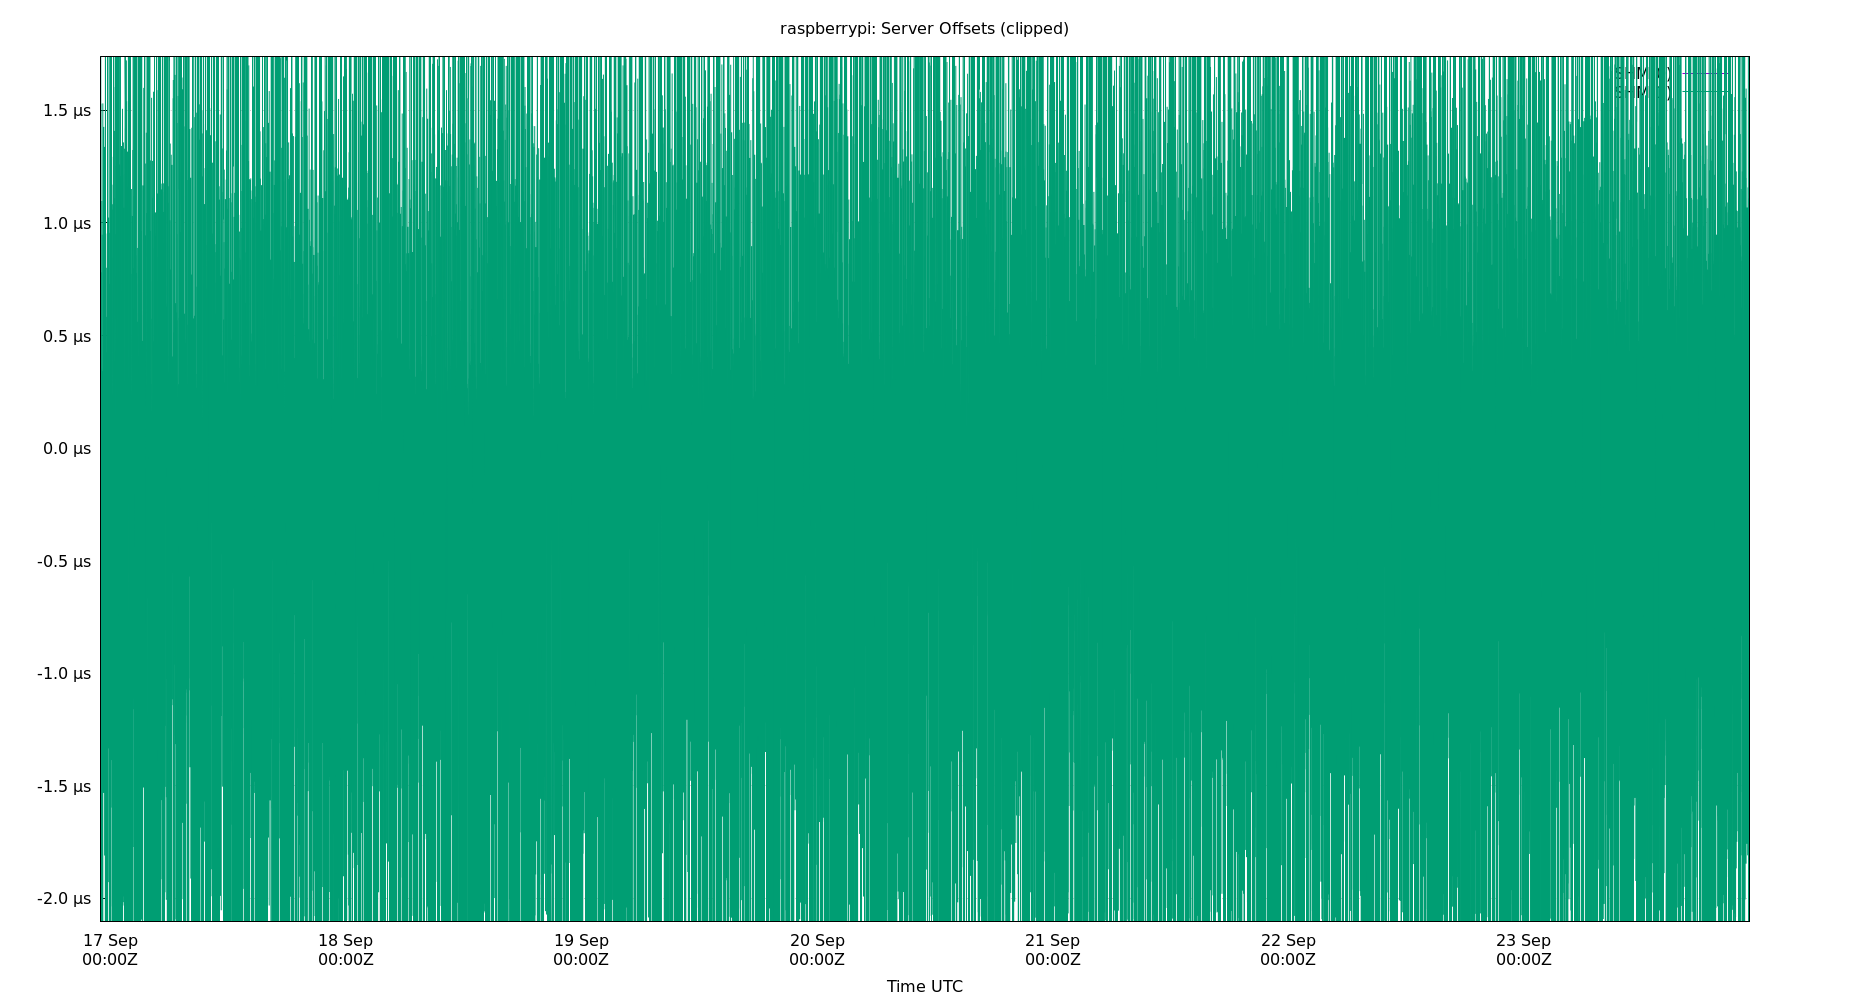 raspberrypi: Server Offsets (clipped)
1.5 µs
1.0 µs
0.5 µs
0.0 µs
-0.5 µs
-1.0 µs
-1.5 µs
-2.0 µs
17 Sep 18 Sep 19 Sep 20 Sep 21 Sep 22 Sep 23 Sep
00:00Z 00:00Z 00:00Z 00:00Z 00:00Z 00:00Z 00:00Z
Time UTC